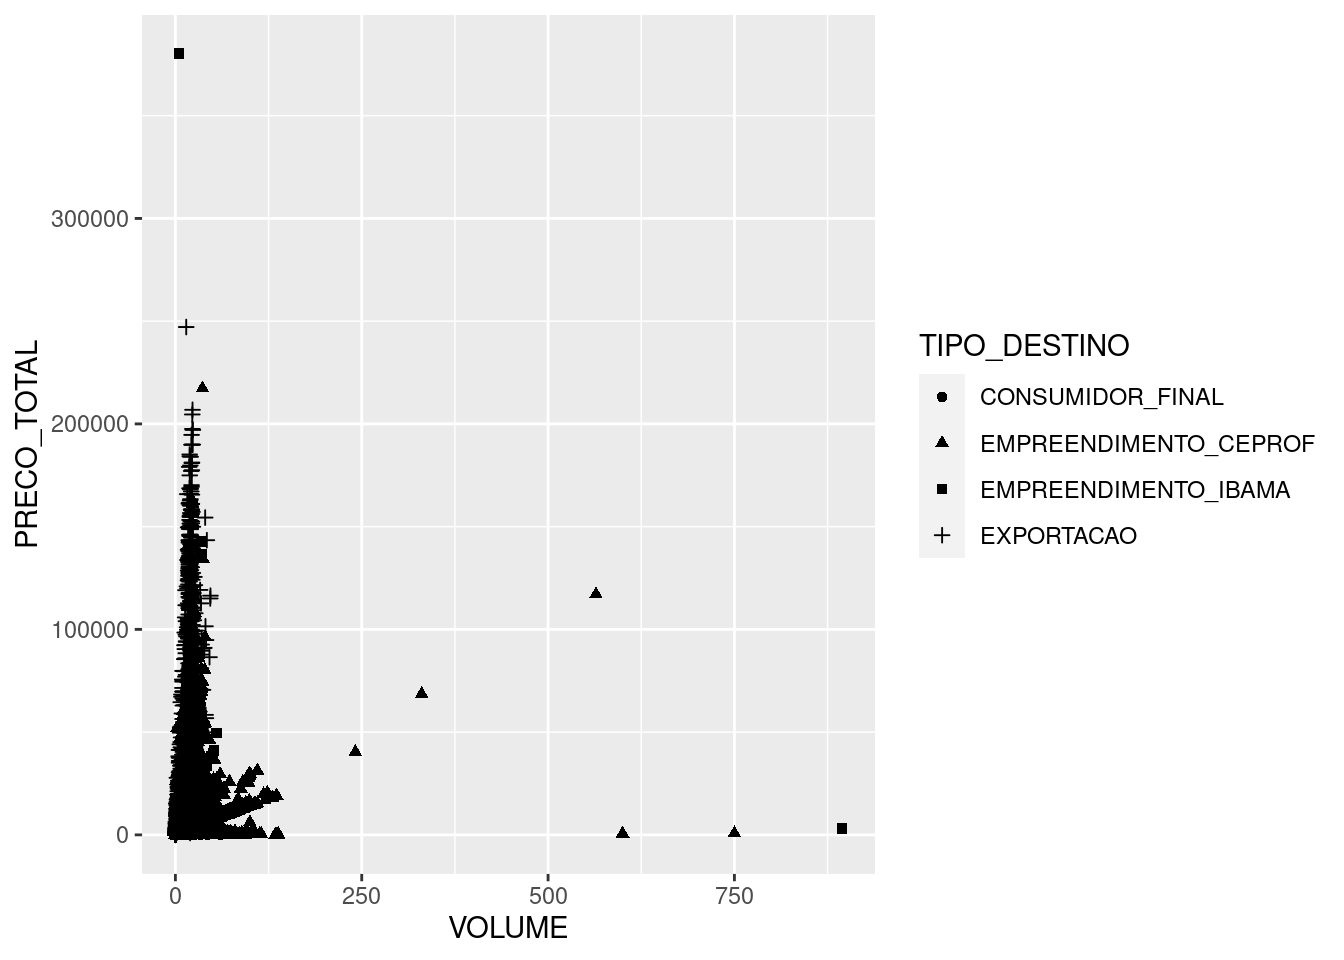 300000
200000
100000
0
PRECO_TOTAL
0 250 500 750
VOLUME
TIPO_DESTINO
CONSUMIDOR_FINAL
EMPREENDIMENTO_CEPROF
EMPREENDIMENTO_IBAMA
EXPORTACAO